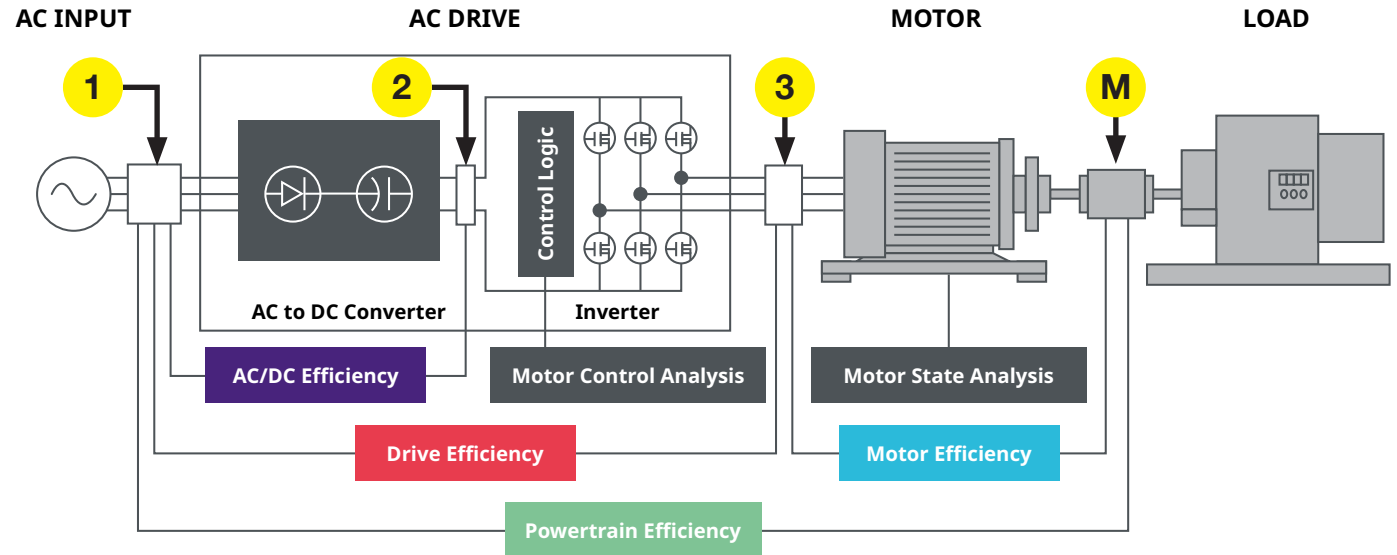 AC INPUT
AC DRIVE
MOTOR
LOAD
1
2
3
M
Control Logic
AC to DC Converter
Inverter
AC/DC Efficiency
Motor Control Analysis
Motor State Analysis
Drive Efficiency
Motor Efficiency
Powertrain Efficiency